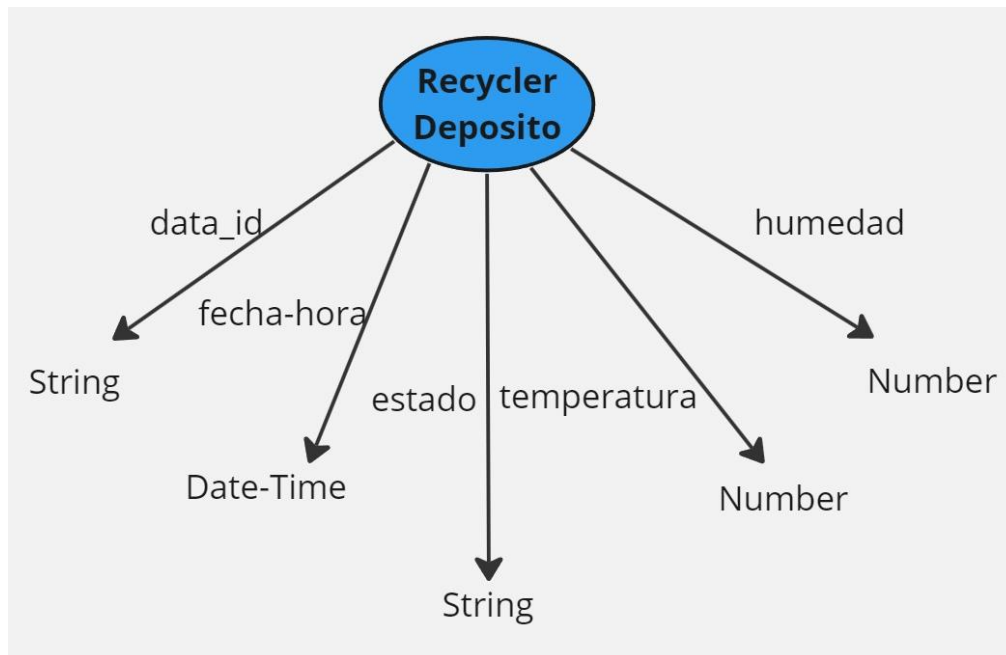 Recycler
Deposito
data_id
humedad
fecha-hora
String
Number
estado
temperatura
Date-Time
Number
String